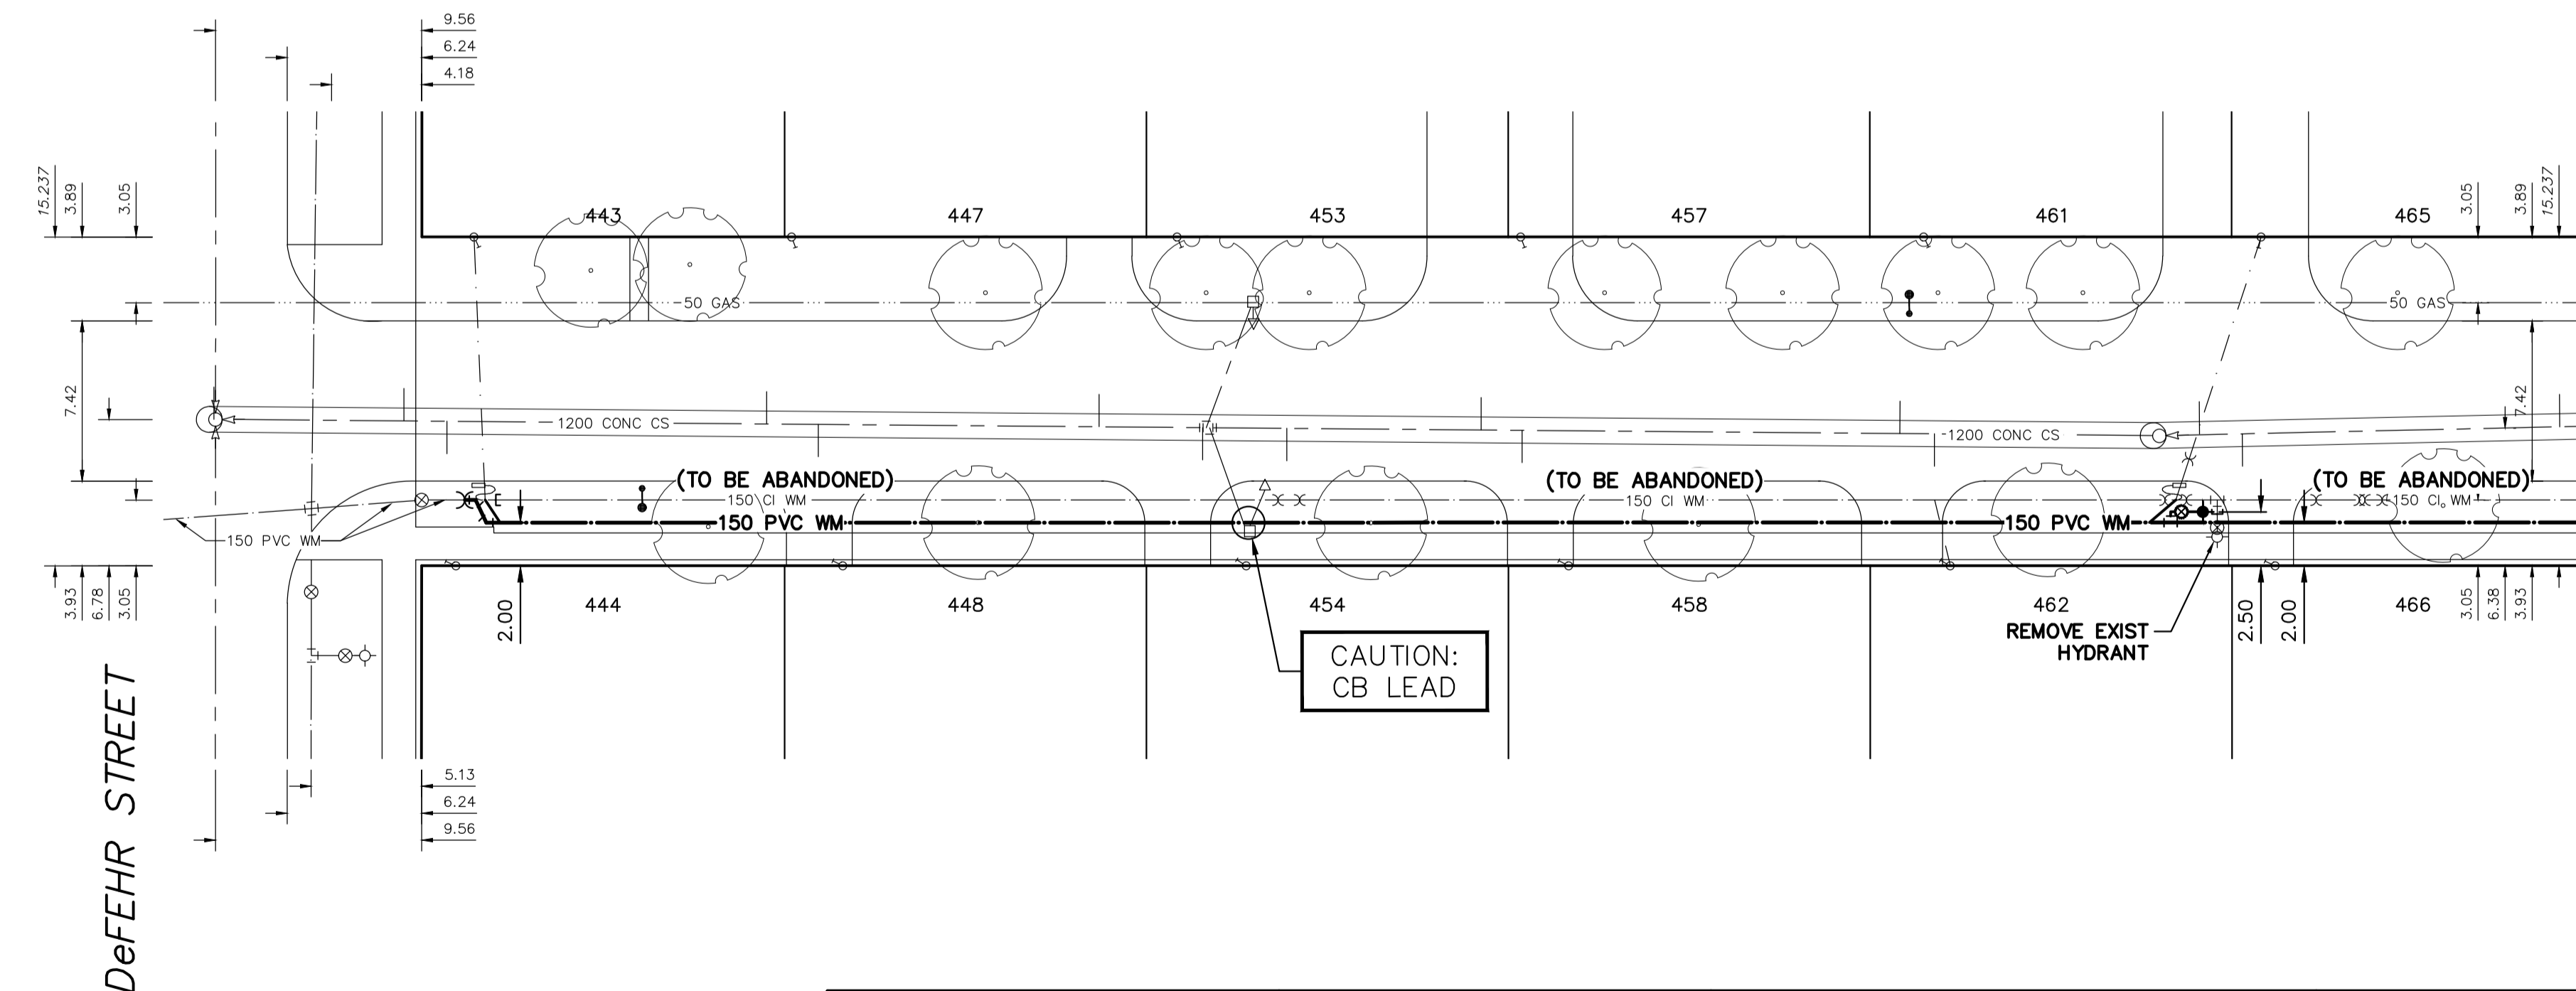 9.56
6.24
4.18
15.237
3.89
3.05
443
447
453
457
461
465
3.05
3.89
15.237
50 GAS
50 GAS
7.42
7.42
1200 CONC CS
1200 CONC CS
(TO BE ABANDONED)
(TO BE ABANDONED)
(TO BE ABANDONED)
150 CI WM
150 CI WM
150 CI WM
150 PVC WM
150 PVC WM
150 PVC WM
3.93
6.78
3.05
2.00
444
448
454
458
462
466
2.50
2.00
3.05
6.38
3.93
REMOVE EXIST
HYDRANT
CAUTION:
CB LEAD
5.13
6.24
9.56
DeFEHR STREET